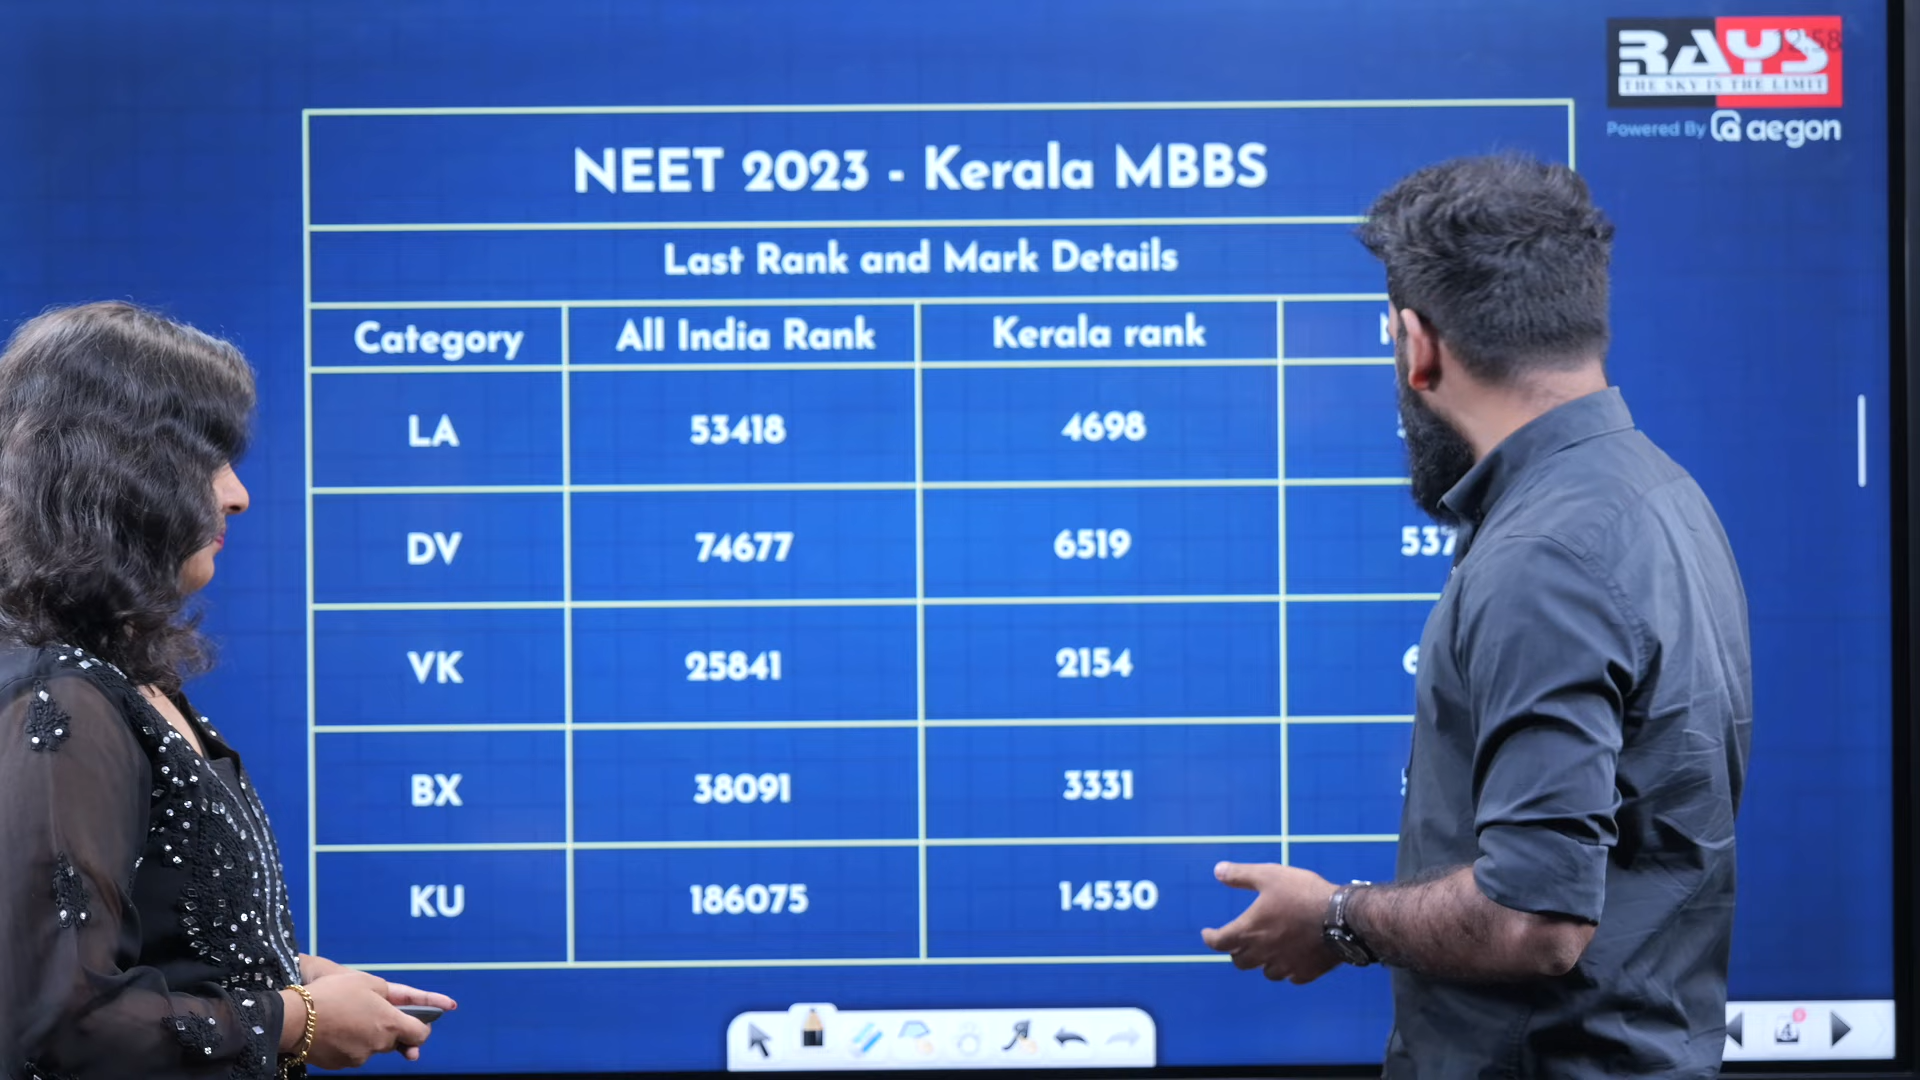 RAYS
THE SKY IS THE LIMIT
Powered By aegon
NEET 2023 - Kerala MBBS
Last Rank and Mark Details
Category All India Rank Kerala rank
LA 53418 4698
DV 74677 6519 537
VK 25841 2154
BX 38091 3331
KU 186075 14530